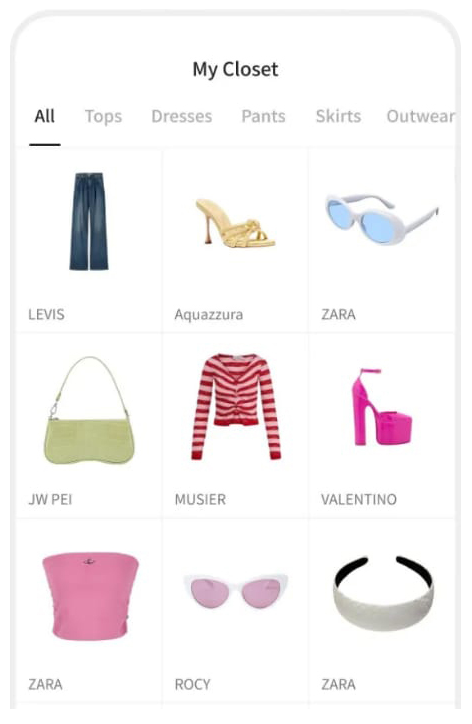 My Closet
All Tops Dresses Pants Skirts Outwear
LEVIS Aquazzura ZARA
JW PEI MUSIER VALENTINO
ZARA ROCY ZARA